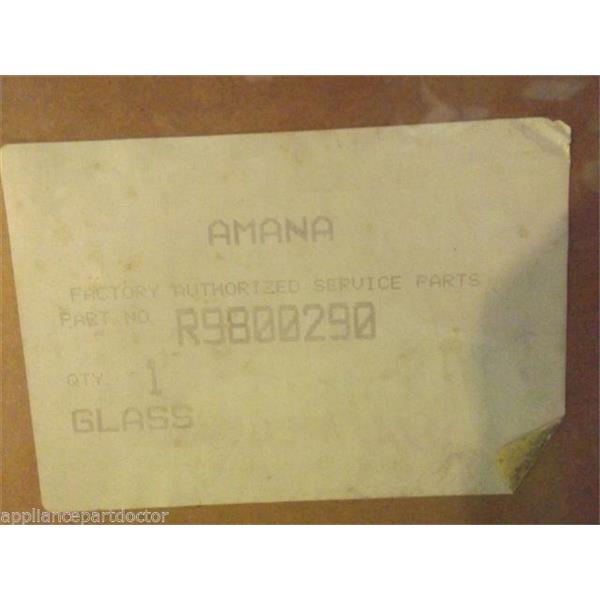 AMANA
FACTORY AUTHORIZED SERVICE PARTS
PART NO R9800290
QTY. 1
GLASS
appliancepartdoctor